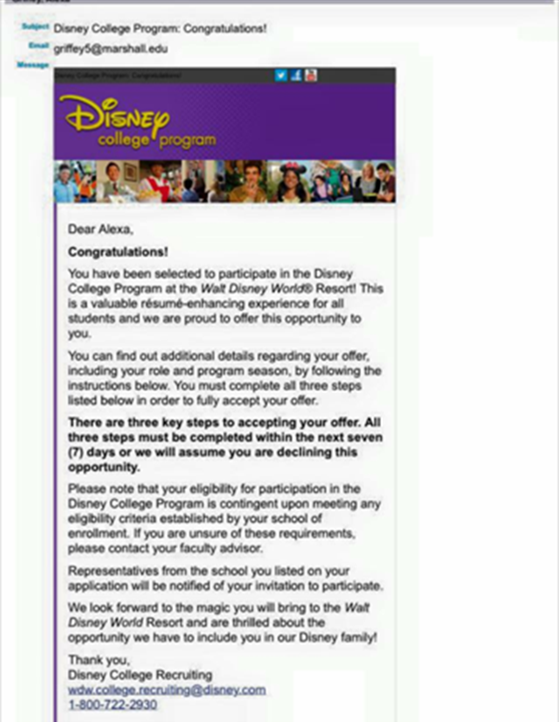 Subject Disney College Program: Congratulations!
Email griffey5@marshall.edu
Message
Disney College Program: Congratulations!
Disney
college program
Dear Alexa,
Congratulations!
You have been selected to participate in the Disney
College Program at the Walt Disney World® Resort! This
is a valuable résumé-enhancing experience for all
students and we are proud to offer this opportunity to
you.
You can find out additional details regarding your offer,
including your role and program season, by following the
instructions below. You must complete all three steps
listed below in order to fully accept your offer.
There are three key steps to accepting your offer. All
three steps must be completed within the next seven
(7) days or we will assume you are declining this
opportunity.
Please note that your eligibility for participation in the
Disney College Program is contingent upon meeting any
eligibility criteria established by your school of
enrollment. If you are unsure of these requirements,
please contact your faculty advisor.
Representatives from the school you listed on your
application will be notified of your invitation to participate.
We look forward to the magic you will bring to the Walt
Disney World Resort and are thrilled about the
opportunity we have to include you in our Disney family!
Thank you,
Disney College Recruiting
wdw.college.recruiting@disney.com
1-800-722-2930